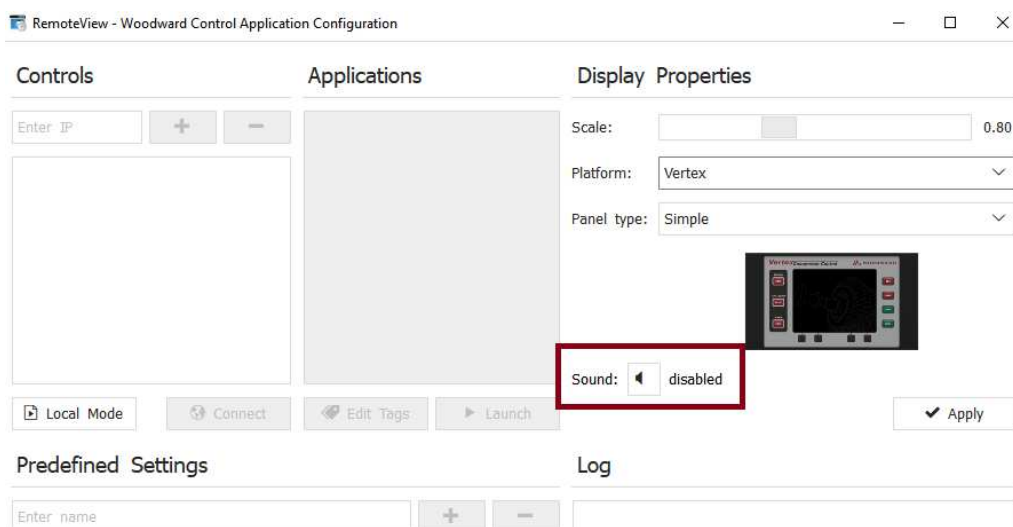 RemoteView - Woodward Control Application Configuration
Controls
Enter IP
Local Mode
Connect
Applications
Edit Tags
Launch
Display Properties
Scale:
0.80
Platform:
Vertex
Panel type:
Simple
Vertex
Sound:
disabled
Apply
Predefined Settings
Enter name
Log